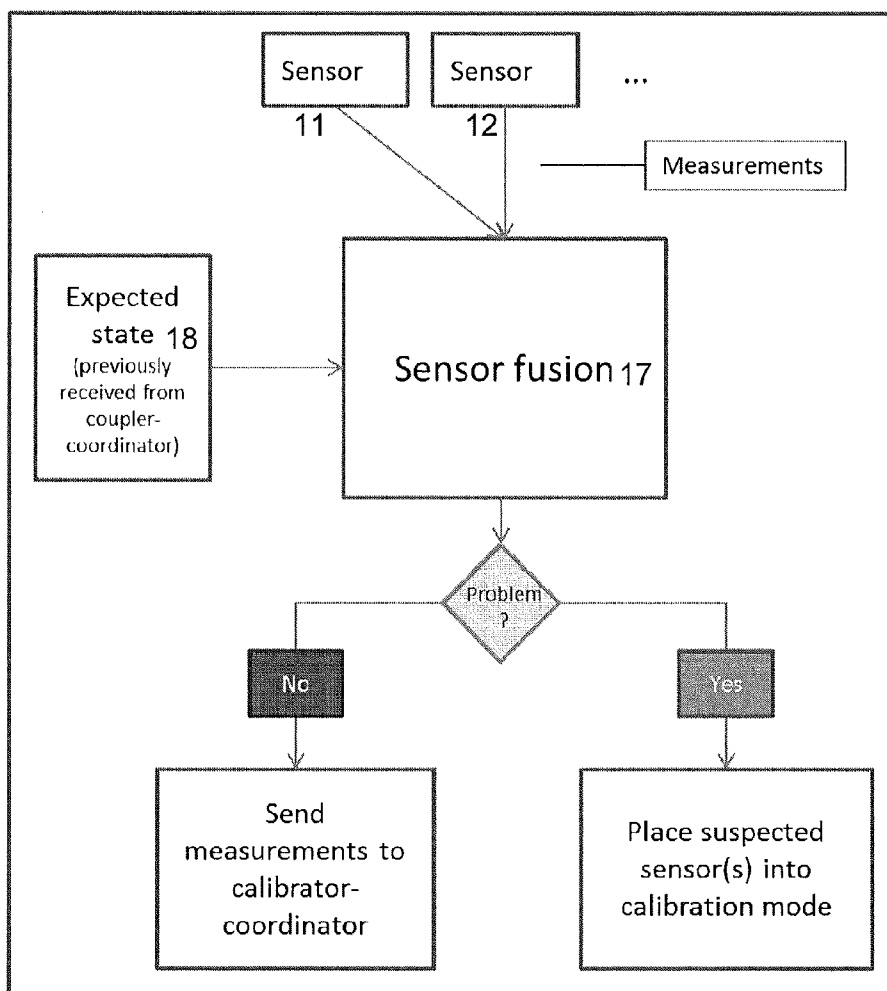 Sensor
Sensor
...
11
12
Measurements
Expected
state 18
(previously
received from
coupler-
coordinator)
Sensor fusion 17
Problem
?
No
Yes
Send
measurements to
calibrator-
coordinator
Place suspected
sensor(s) into
calibration mode